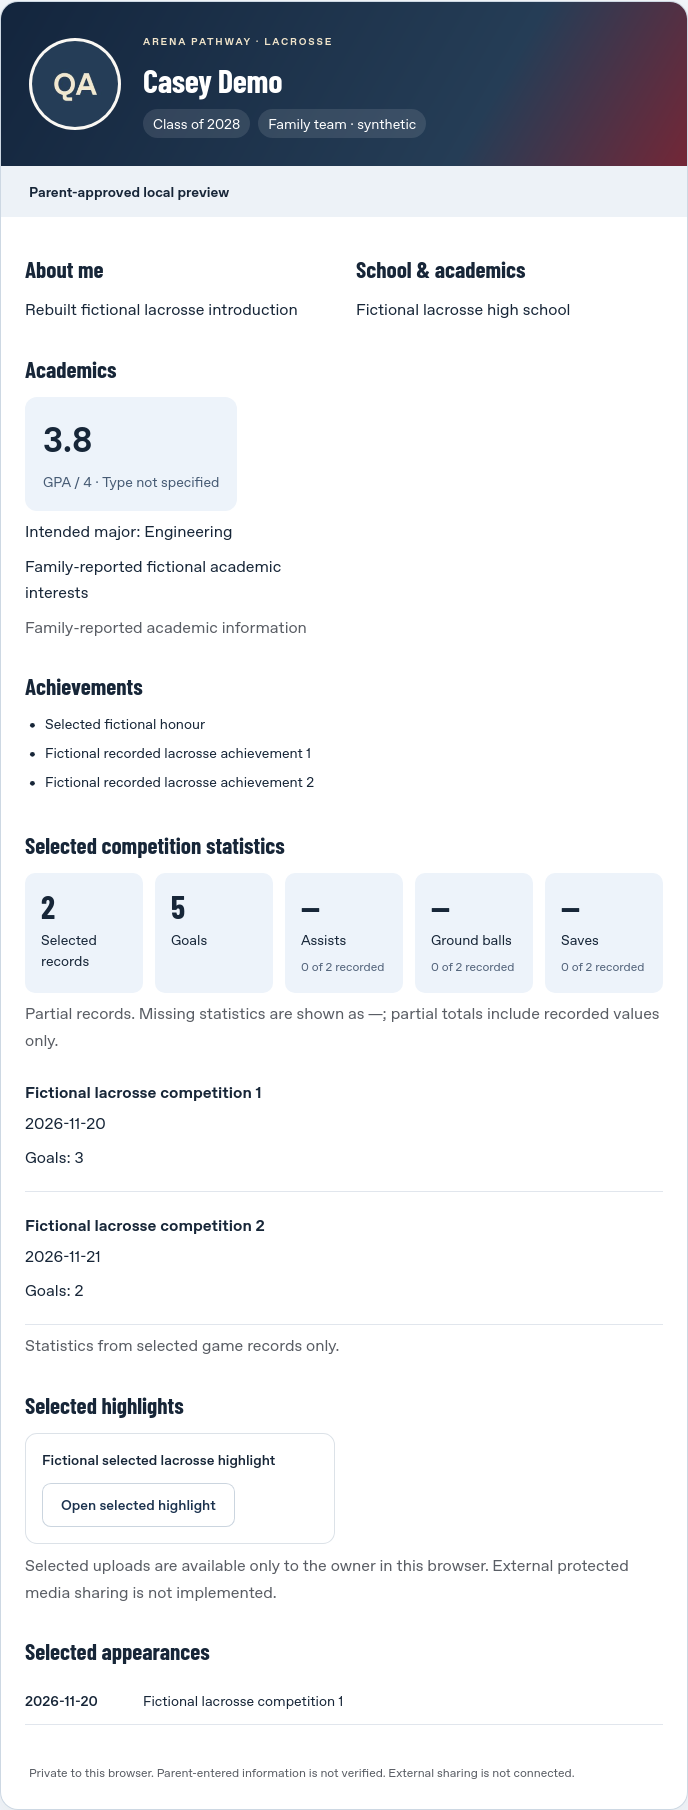 QA
ARENA PATHWAY · LACROSSE
Casey Demo
Class of 2028
Family team · synthetic
Parent-approved local preview
About me
Rebuilt fictional lacrosse introduction
School & academics
Fictional lacrosse high school
Academics
3.8
GPA / 4 · Type not specified
Intended major: Engineering
Family-reported fictional academic
interests
Family-reported academic information
Achievements
• Selected fictional honour
• Fictional recorded lacrosse achievement 1
• Fictional recorded lacrosse achievement 2
Selected competition statistics
2
Selected
records
5
Goals
—
Assists
0 of 2 recorded
—
Ground balls
0 of 2 recorded
—
Saves
0 of 2 recorded
Partial records. Missing statistics are shown as —; partial totals include recorded values
only.
Fictional lacrosse competition 1
2026-11-20
Goals: 3
Fictional lacrosse competition 2
2026-11-21
Goals: 2
Statistics from selected game records only.
Selected highlights
Fictional selected lacrosse highlight
Open selected highlight
Selected uploads are available only to the owner in this browser. External protected
media sharing is not implemented.
Selected appearances
2026-11-20 Fictional lacrosse competition 1
Private to this browser. Parent-entered information is not verified. External sharing is not connected.